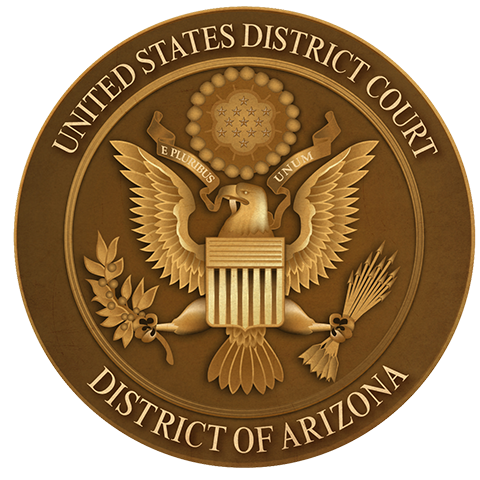 UNITED STATES DISTRICT COURT
E PLURIBUS UNUM
DISTRICT OF ARIZONA